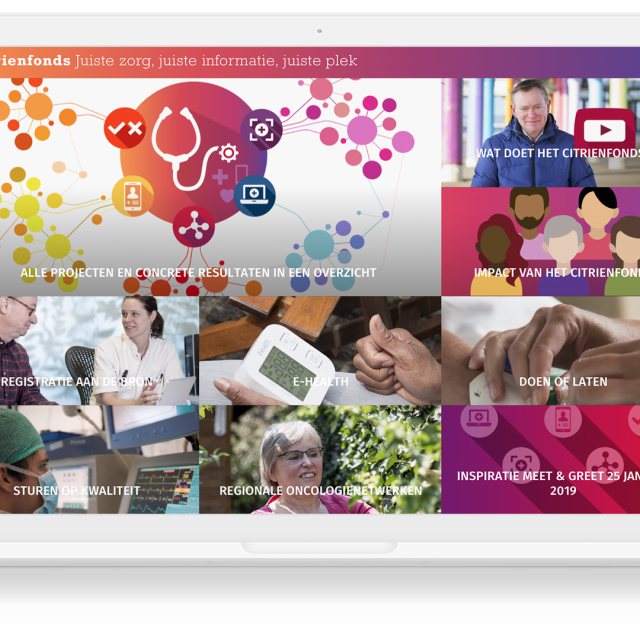 rienfonds Juiste zorg, juiste informatie, juiste plek
WAT DOET HET CITRIENFONDS
ALLE PROJECTEN EN CONCRETE RESULTATEN IN EEN OVERZICHT
IMPACT VAN HET CITRIENFON
REGISTRATIE AAN DE BRON
E-HEALTH
DOEN OF LATEN
STUREN OP KWALITEIT
REGIONALE ONCOLOGIENETWERKEN
INSPIRATIE MEET & GREET 25 JAN
2019